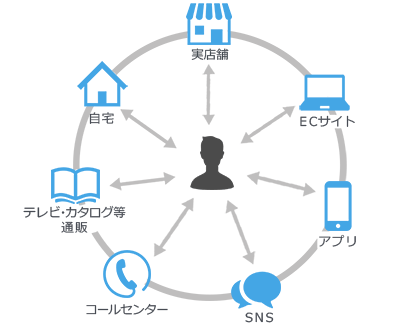 実店舗
自宅
ECサイト
テレビ・カタログ等
通販
アプリ
コールセンター
SNS